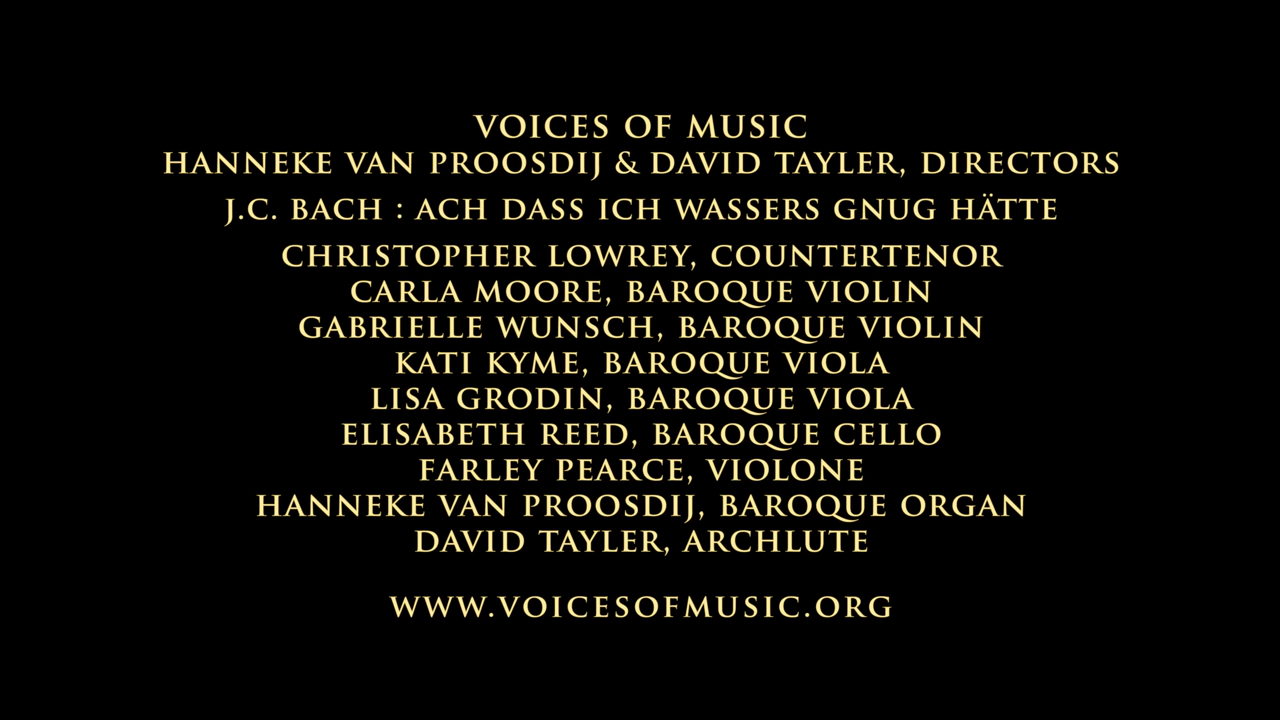 VOICES OF MUSIC
HANNEKE VAN PROOSDIJ & DAVID TAYLER, DIRECTORS
J.C. BACH : ACH DASS ICH WASSERS GNUG HÄTTE
CHRISTOPHER LOWREY, COUNTERTENOR
CARLA MOORE, BAROQUE VIOLIN
GABRIELLE WUNSCH, BAROQUE VIOLIN
KATI KYME, BAROQUE VIOLA
LISA GRODIN, BAROQUE VIOLA
ELISABETH REED, BAROQUE CELLO
FARLEY PEARCE, VIOLONE
HANNEKE VAN PROOSDIJ, BAROQUE ORGAN
DAVID TAYLER, ARCHLUTE
WWW.VOICESOFMUSIC.ORG